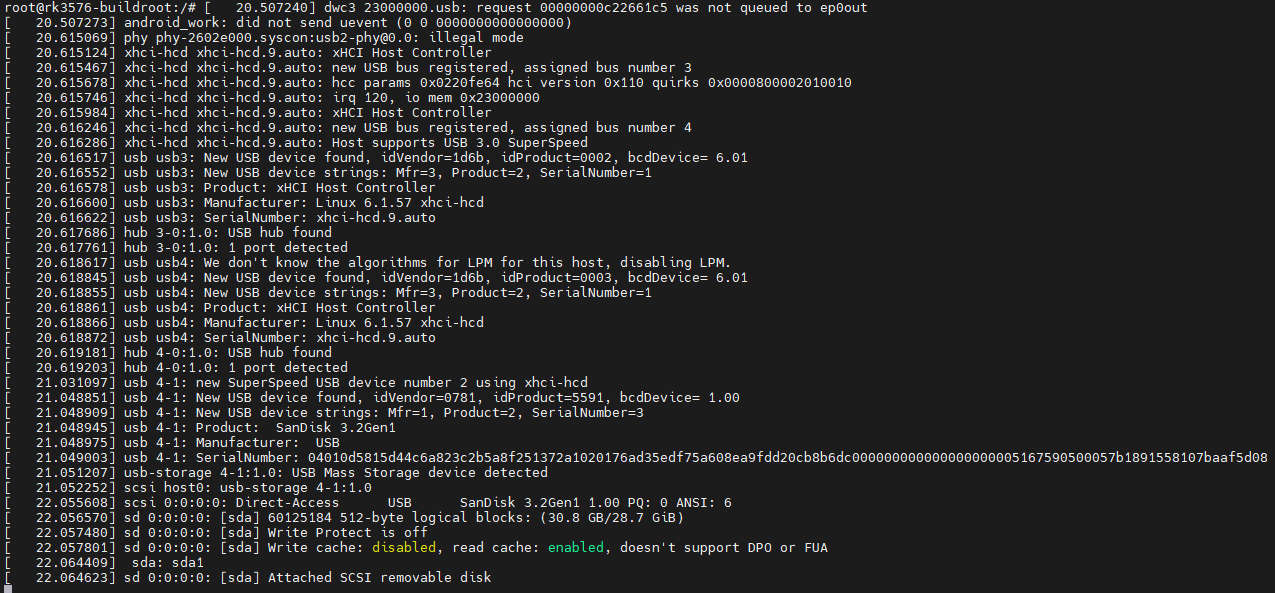 root@rk3576-buildroot:/# [   20.507240] dwc3 23000000.usb: request 00000000c22661c5 was not queued to ep0out
[   20.507273] android_work: did not send uevent (0 0 0000000000000000)
[   20.615069] phy phy-2602e000.syscon:usb2-phy@0.0: illegal mode
[   20.615124] xhci-hcd xhci-hcd.9.auto: xHCI Host Controller
[   20.615467] xhci-hcd xhci-hcd.9.auto: new USB bus registered, assigned bus number 3
[   20.615678] xhci-hcd xhci-hcd.9.auto: hcc params 0x0220fe64 hci version 0x110 quirks 0x0000800002010010
[   20.615746] xhci-hcd xhci-hcd.9.auto: irq 120, io mem 0x23000000
[   20.615984] xhci-hcd xhci-hcd.9.auto: xHCI Host Controller
[   20.616246] xhci-hcd xhci-hcd.9.auto: new USB bus registered, assigned bus number 4
[   20.616286] xhci-hcd xhci-hcd.9.auto: Host supports USB 3.0 SuperSpeed
[   20.616517] usb usb3: New USB device found, idVendor=1d6b, idProduct=0002, bcdDevice= 6.01
[   20.616552] usb usb3: New USB device strings: Mfr=3, Product=2, SerialNumber=1
[   20.616578] usb usb3: Product: xHCI Host Controller
[   20.616600] usb usb3: Manufacturer: Linux 6.1.57 xhci-hcd
[   20.616622] usb usb3: SerialNumber: xhci-hcd.9.auto
[   20.617686] hub 3-0:1.0: USB hub found
[   20.617761] hub 3-0:1.0: 1 port detected
[   20.618617] usb usb4: We don't know the algorithms for LPM for this host, disabling LPM.
[   20.618845] usb usb4: New USB device found, idVendor=1d6b, idProduct=0003, bcdDevice= 6.01
[   20.618855] usb usb4: New USB device strings: Mfr=3, Product=2, SerialNumber=1
[   20.618861] usb usb4: Product: xHCI Host Controller
[   20.618866] usb usb4: Manufacturer: Linux 6.1.57 xhci-hcd
[   20.618872] usb usb4: SerialNumber: xhci-hcd.9.auto
[   20.619181] hub 4-0:1.0: USB hub found
[   20.619203] hub 4-0:1.0: 1 port detected
[   21.031097] usb 4-1: new SuperSpeed USB device number 2 using xhci-hcd
[   21.048851] usb 4-1: New USB device found, idVendor=0781, idProduct=5591, bcdDevice= 1.00
[   21.048909] usb 4-1: New USB device strings: Mfr=1, Product=2, SerialNumber=3
[   21.048945] usb 4-1: Product:  SanDisk 3.2Gen1
[   21.048975] usb 4-1: Manufacturer:  USB
[   21.049003] usb 4-1: SerialNumber: 04010d5815d44c6a823c2b5a8f251372a1020176ad35edf75a608ea9fdd20cb8b6dc00000000000000000000516759050057b1891558107baaf5d08
[   21.051207] usb-storage 4-1:1.0: USB Mass Storage device detected
[   21.052252] scsi host0: usb-storage 4-1:1.0
[   22.055608] scsi 0:0:0:0: Direct-Access      USB      SanDisk 3.2Gen1 1.00 PQ: 0 ANSI: 6
[   22.056570] sd 0:0:0:0: [sda] 60125184 512-byte logical blocks: (30.8 GB/28.7 GiB)
[   22.057480] sd 0:0:0:0: [sda] Write Protect is off
[   22.057801] sd 0:0:0:0: [sda] Write cache: disabled, read cache: enabled, doesn't support DPO or FUA
[   22.064409]  sda: sda1
[   22.064623] sd 0:0:0:0: [sda] Attached SCSI removable disk